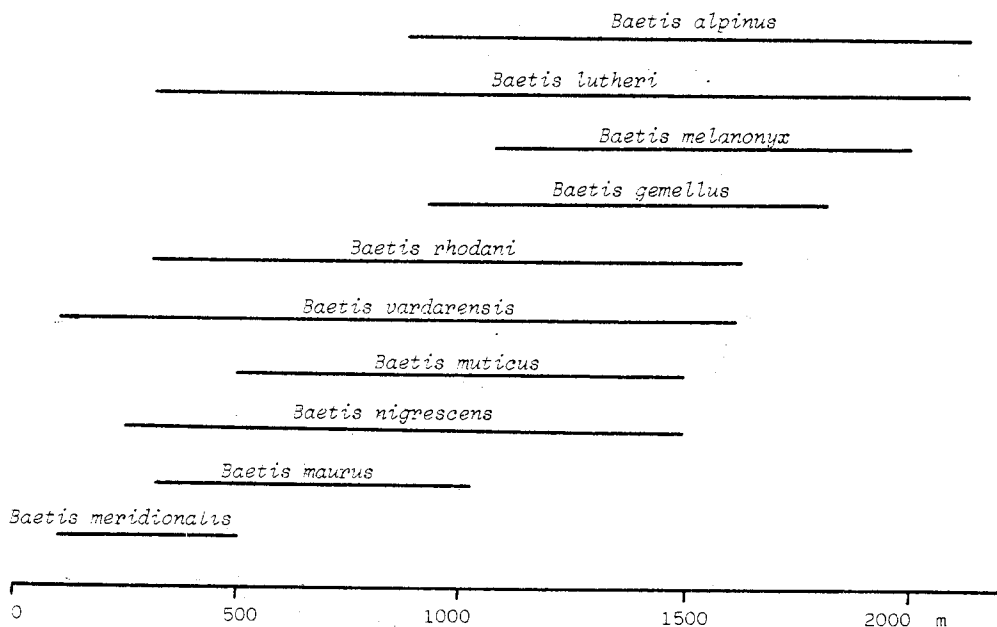 Baetis alpinus
Baetis lutheri
Baetis melanonyx
Baetis gemellus
Baetis rhodani
Baetis vardarensis
Baetis muticus
Baetis nigrescens
Baetis maurus
Baetis meridionalis
0 500 1000 1500 2000 m